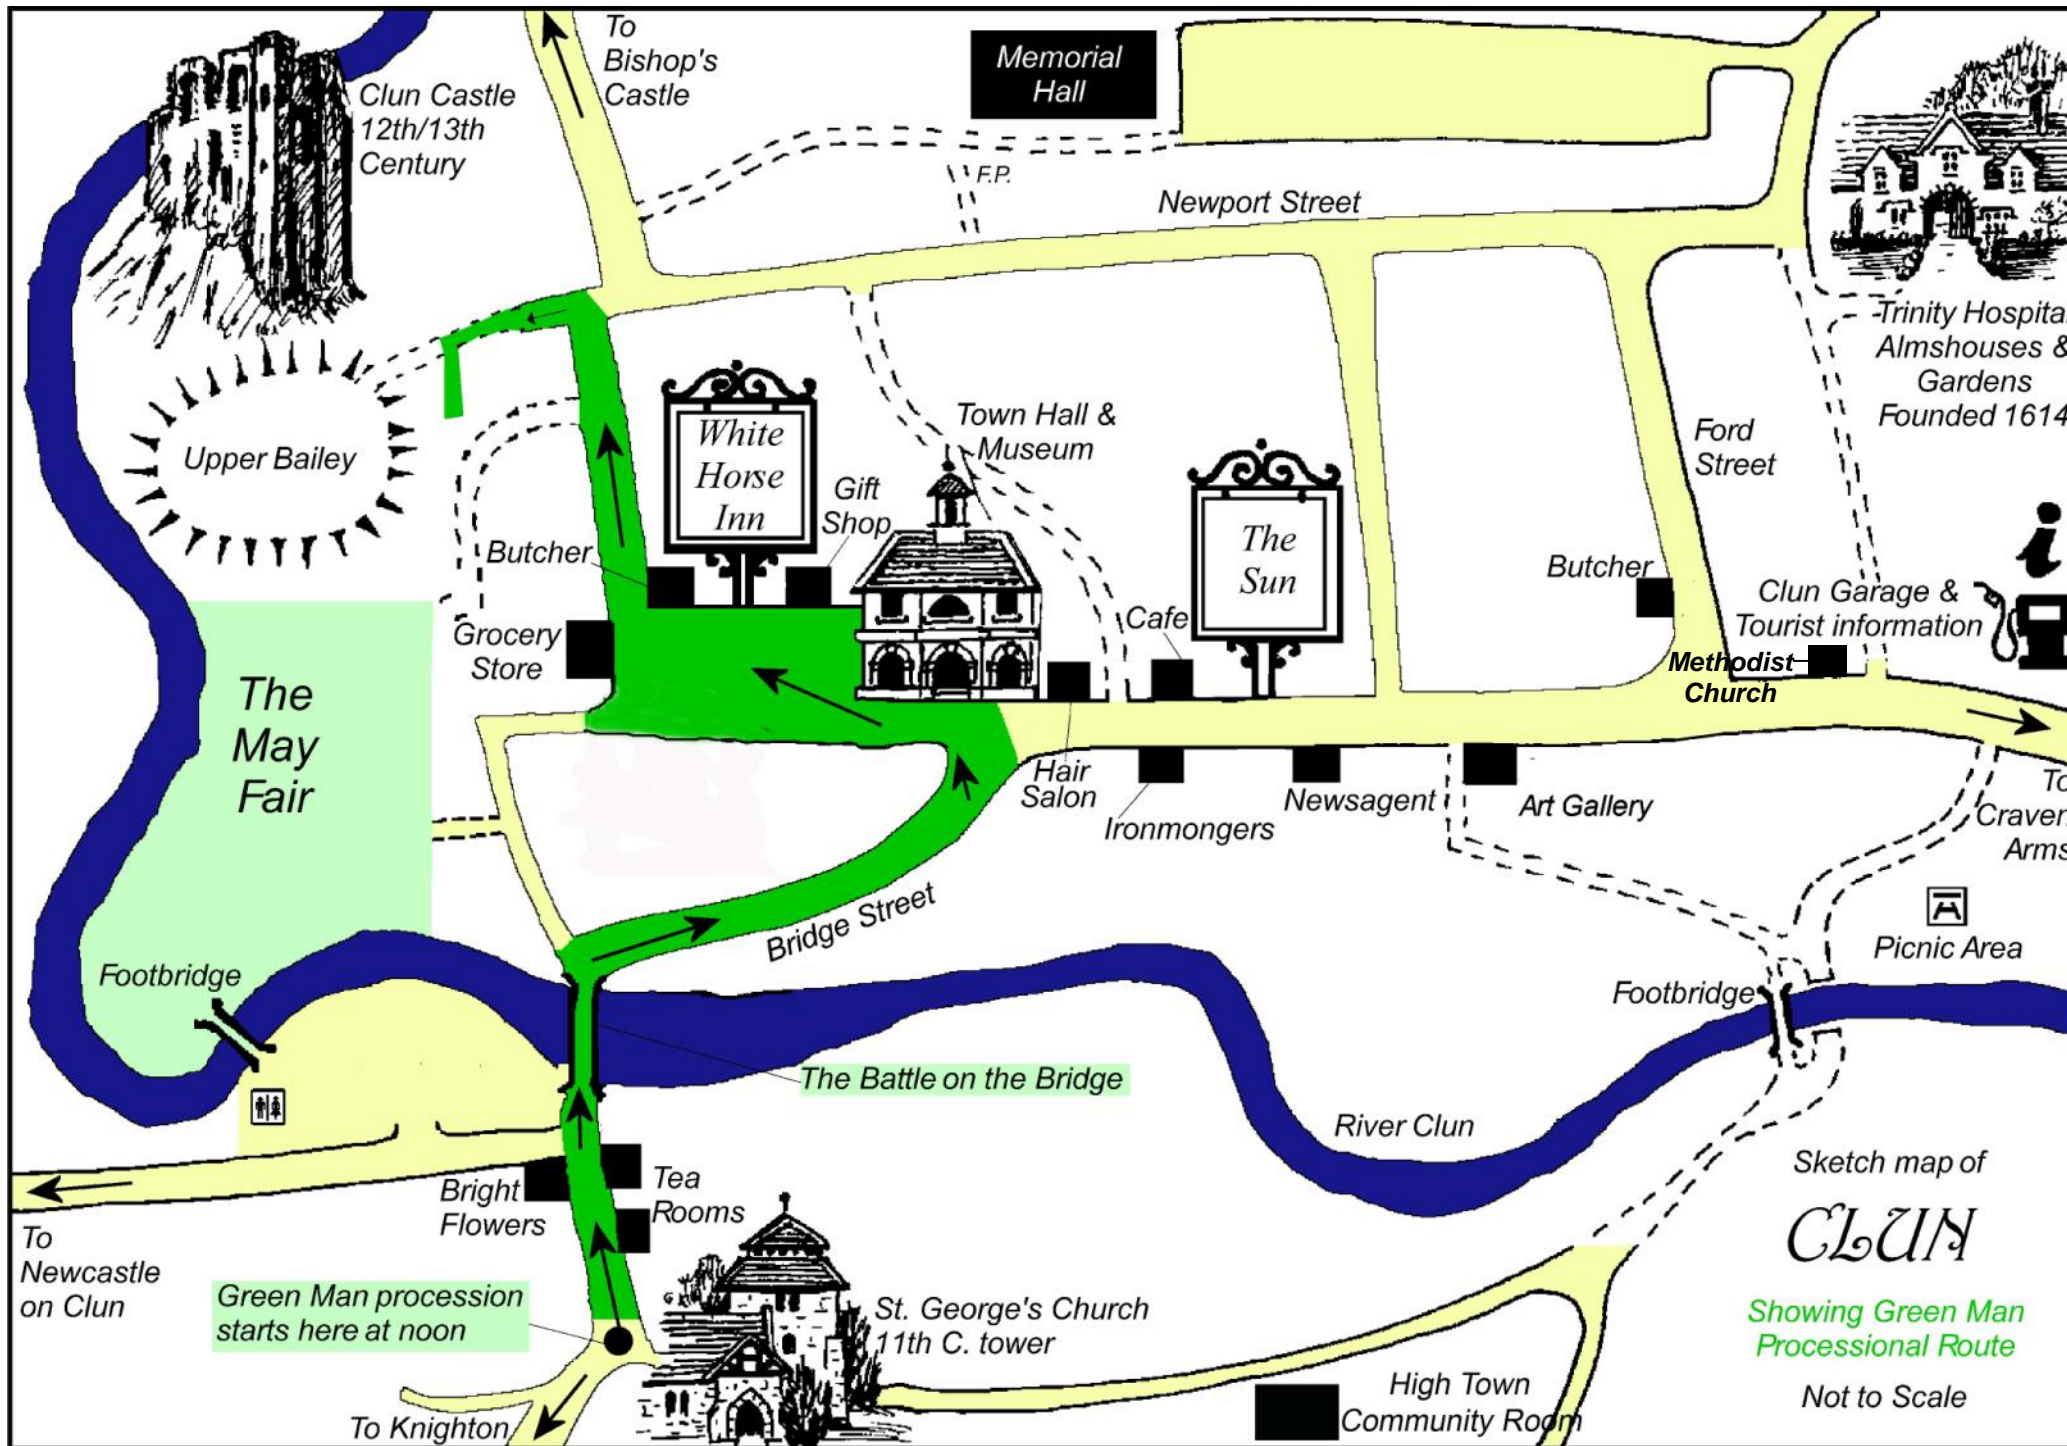 To
Bishop's
Castle
Memorial
Hall
Clun Castle
12th/13th
Century
F.P.
Newport Street
Trinity Hospital
Almshouses &
Gardens
Founded 1614
Upper Bailey
White
Horse
Inn
Gift
Shop
Town Hall &
Museum
The
Sun
Ford
Street
Butcher
Butcher
Clun Garage &
Tourist information
Grocery
Store
Cafe
Methodist
Church
The
May
Fair
Hair
Salon
Ironmongers
Newsagent
Art Gallery
To
Craven
Arms
Bridge Street
Picnic Area
Footbridge
Footbridge
The Battle on the Bridge
River Clun
Bright
Flowers
Tea
Rooms
Sketch map of
CLUN
To
Newcastle
on Clun
Green Man procession
starts here at noon
St. George's Church
11th C. tower
Showing Green Man
Processional Route
Not to Scale
High Town
Community Room
To Knighton